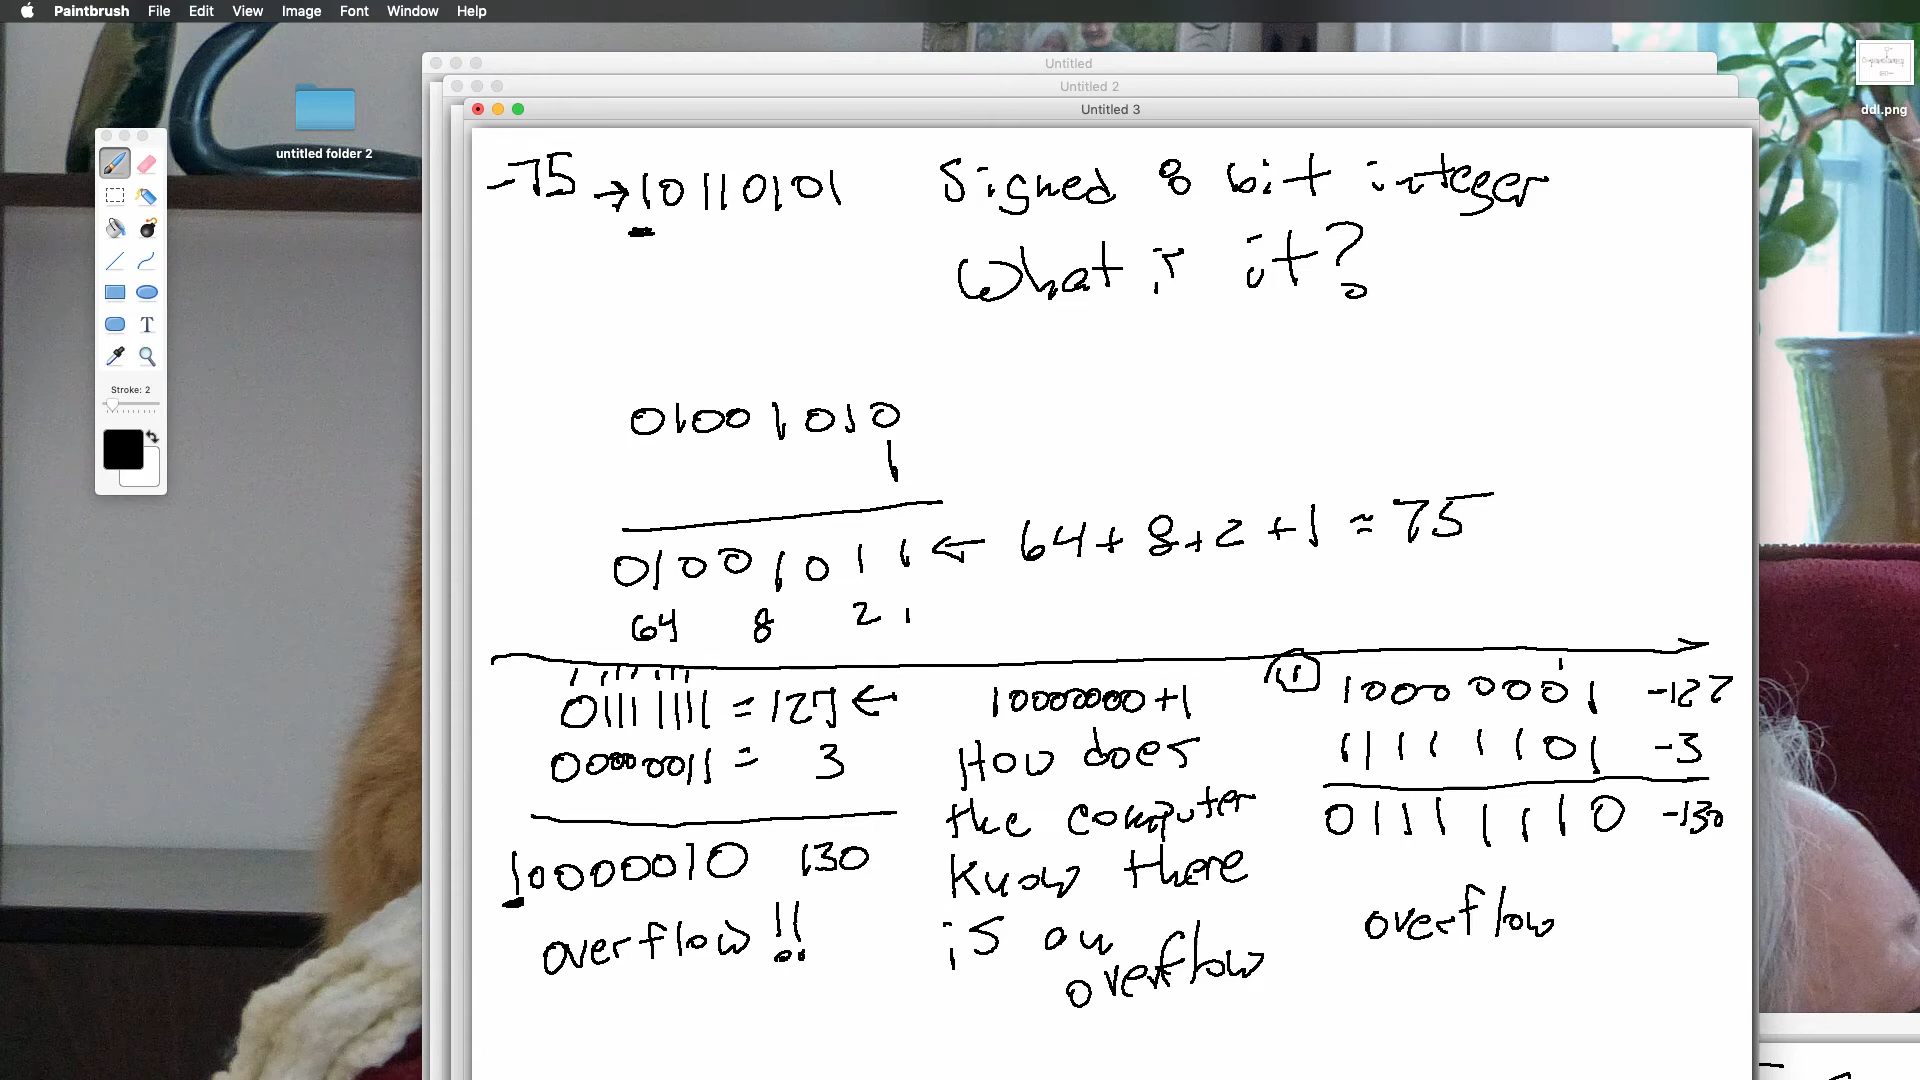 Paintbrush File Edit View Image Font Window Help
untitled folder 2
ddl.png
Untitled
Untitled 2
Untitled 3
Stroke: 2
T
-75 → 10110101
Signed 8 bit integer
What is it?
01001010
1
01001011 ← 64 + 8 + 2 + 1 = 75
64 8 2 1
01111111 = 127 ←
00000011 = 3
10000010 130
overflow!!
10000000+1
How does
the computer
know there
is an
overflow
10000001 -127
11111101 -3
01111110 -130
overflow